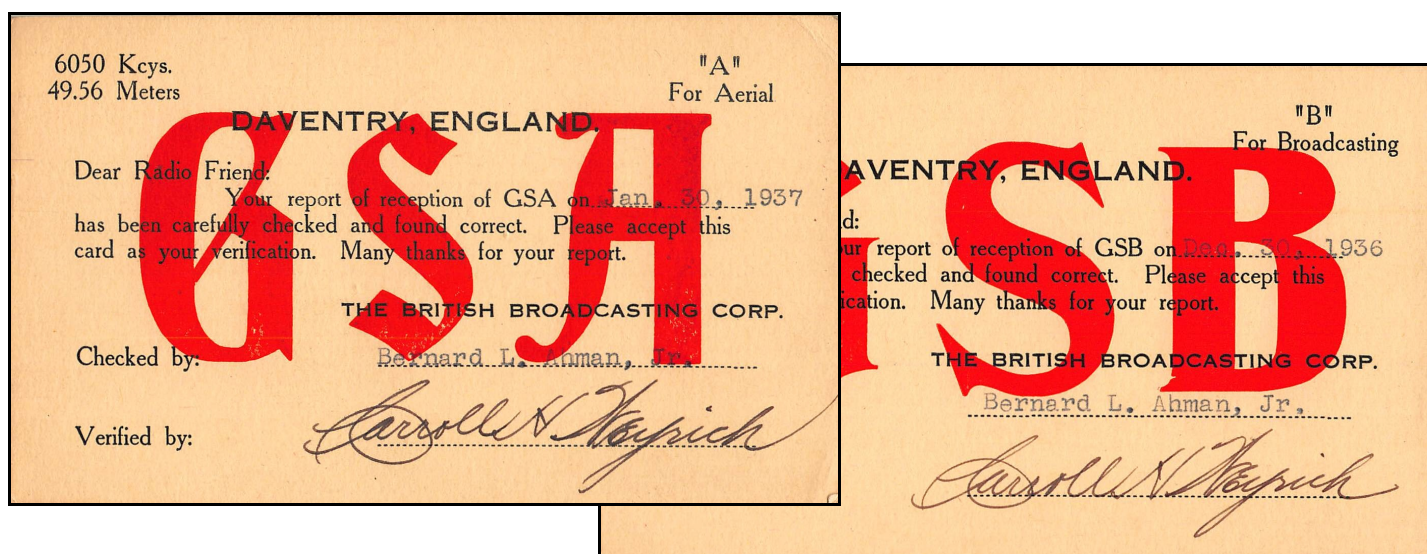 6050 Kcys.
49.56 Meters
"A"
For Aerial
GSA
DAVENTRY, ENGLAND.
Dear Radio Friend:
Your report of reception of GSA on Jan. 30, 1937
has been carefully checked and found correct. Please accept this
card as your verification. Many thanks for your report.
THE BRITISH BROADCASTING CORP.
Checked by: Bernard L. Ahman, Jr.
Verified by: Carroll H Weyrich
"B"
For Broadcasting
GSB
AVENTRY, ENGLAND.
d:
ur report of reception of GSB on Dec. 30, 1936
checked and found correct. Please accept this
ication. Many thanks for your report.
THE BRITISH BROADCASTING CORP.
Bernard L. Ahman, Jr.
Carroll H Weyrich